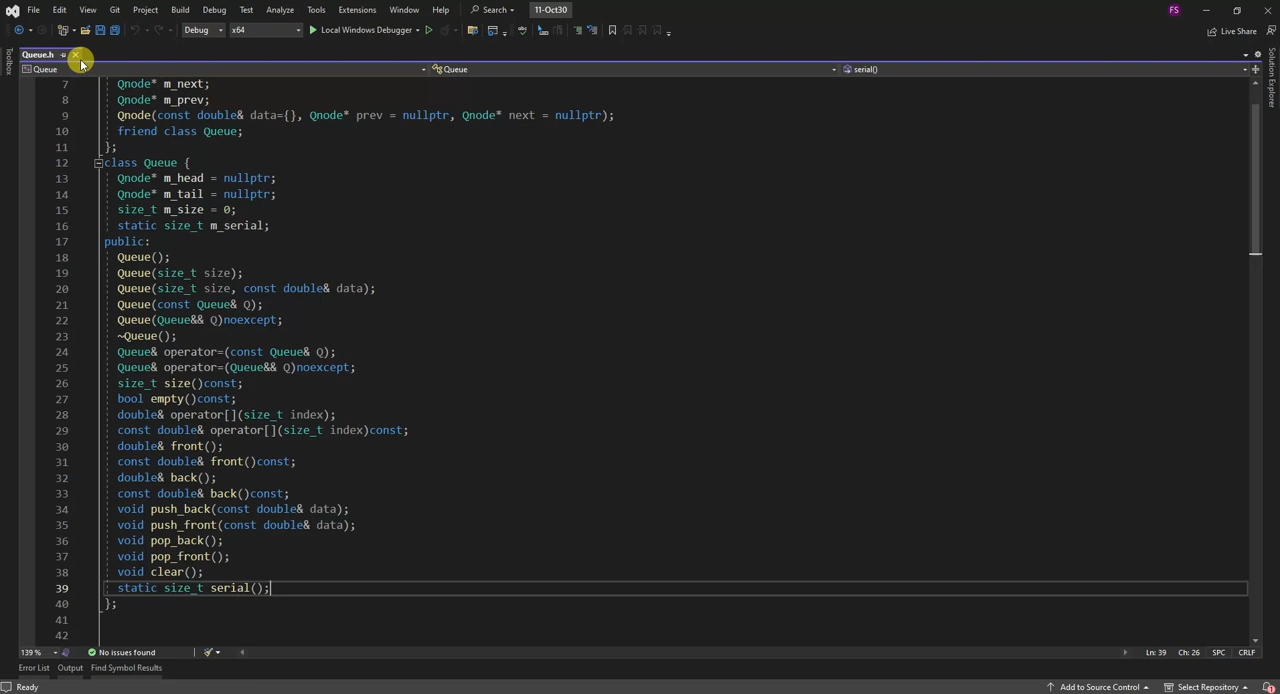 File Edit View Git Project Build Debug Test Analyze Tools Extensions Window Help Search 11-Oct30 FS
Debug x64 Local Windows Debugger Live Share
Toolbox
Queue.h
Queue Queue serial()
Solution Explorer
7 Qnode* m_next;
8 Qnode* m_prev;
9 Qnode(const double& data={}, Qnode* prev = nullptr, Qnode* next = nullptr);
10 friend class Queue;
11 };
12 class Queue {
13 Qnode* m_head = nullptr;
14 Qnode* m_tail = nullptr;
15 size_t m_size = 0;
16 static size_t m_serial;
17 public:
18 Queue();
19 Queue(size_t size);
20 Queue(size_t size, const double& data);
21 Queue(const Queue& Q);
22 Queue(Queue&& Q)noexcept;
23 ~Queue();
24 Queue& operator=(const Queue& Q);
25 Queue& operator=(Queue&& Q)noexcept;
26 size_t size()const;
27 bool empty()const;
28 double& operator[](size_t index);
29 const double& operator[](size_t index)const;
30 double& front();
31 const double& front()const;
32 double& back();
33 const double& back()const;
34 void push_back(const double& data);
35 void push_front(const double& data);
36 void pop_back();
37 void pop_front();
38 void clear();
39 static size_t serial();
40 };
41
42
139 % No issues found Ln: 39 Ch: 26 SPC CRLF
Error List Output Find Symbol Results
Ready Add to Source Control Select Repository